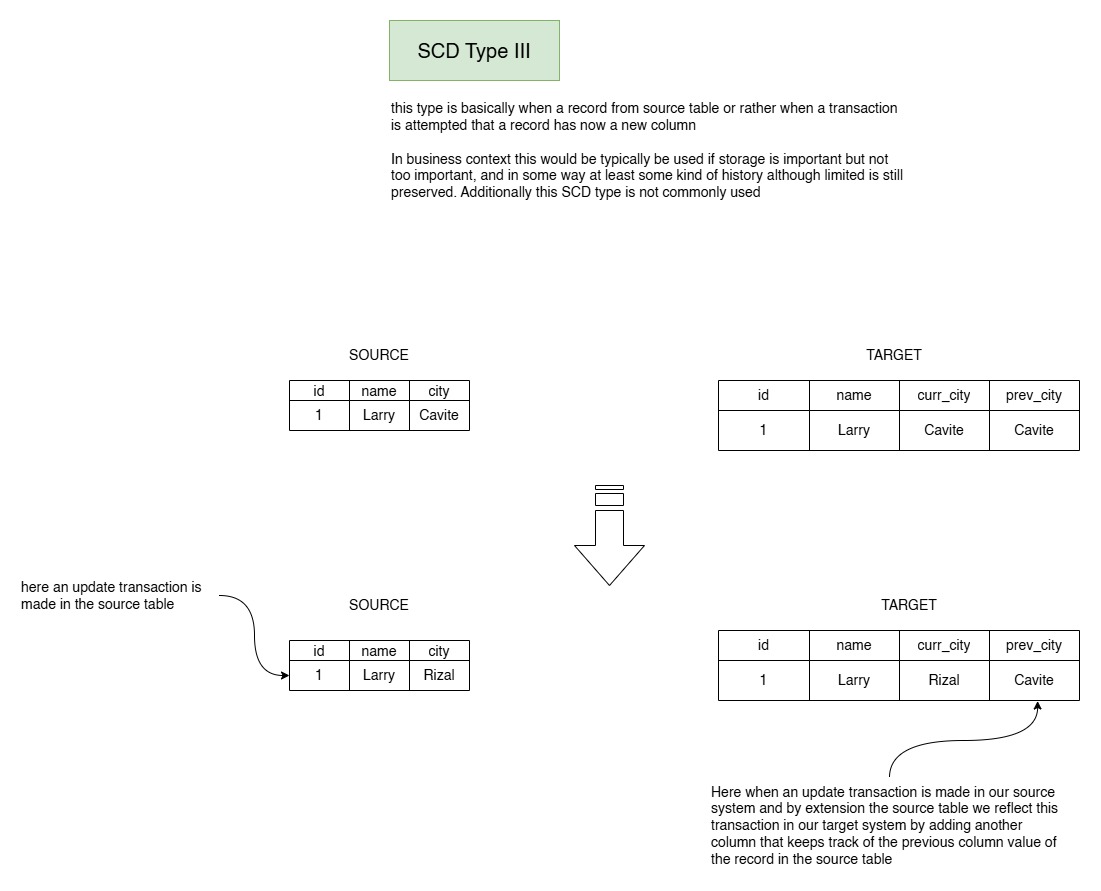 SCD Type III
this type is basically when a record from source table or rather when a transaction
is attempted that a record has now a new column
In business context this would be typically be used if storage is important but not
too important, and in some way at least some kind of history although limited is still
preserved. Additionally this SCD type is not commonly used
SOURCE
id name city
1 Larry Cavite
TARGET
id name curr_city prev_city
1 Larry Cavite Cavite
here an update transaction is
made in the source table
SOURCE
id name city
1 Larry Rizal
TARGET
id name curr_city prev_city
1 Larry Rizal Cavite
Here when an update transaction is made in our source
system and by extension the source table we reflect this
transaction in our target system by adding another
column that keeps track of the previous column value of
the record in the source table